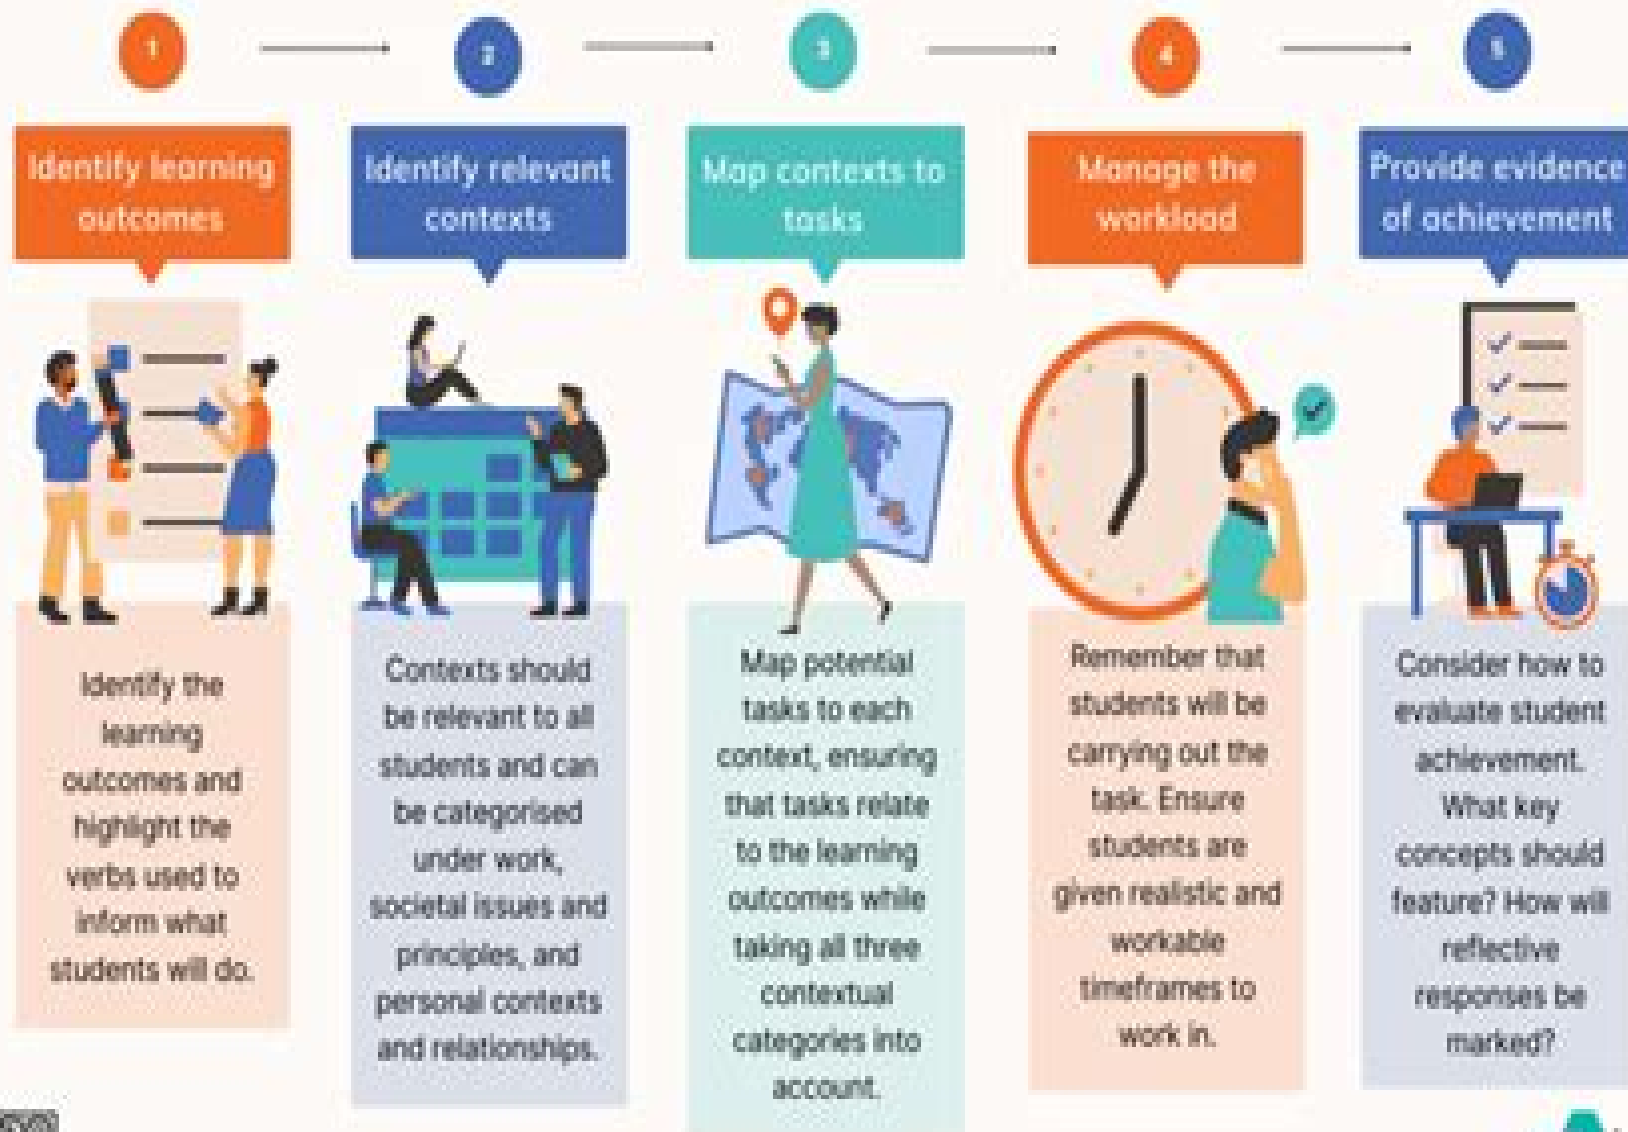 1
2
3
4
5
Identify learning
outcomes
Identify relevant
contexts
Map contexts to
tasks
Manage the
workload
Provide evidence
of achievement
Identify the
learning
outcomes and
highlight the
verbs used to
inform what
students will do.
Contexts should
be relevant to all
students and can
be categorised
under work,
societal issues and
principles, and
personal contexts
and relationships.
Map potential
tasks to each
context, ensuring
that tasks relate
to the learning
outcomes while
taking all three
contextual
categories into
account.
Remember that
students will be
carrying out the
task. Ensure
students are
given realistic and
workable
timeframes to
work in.
Consider how to
evaluate student
achievement.
What key
concepts should
feature? How will
reflective
responses be
marked?